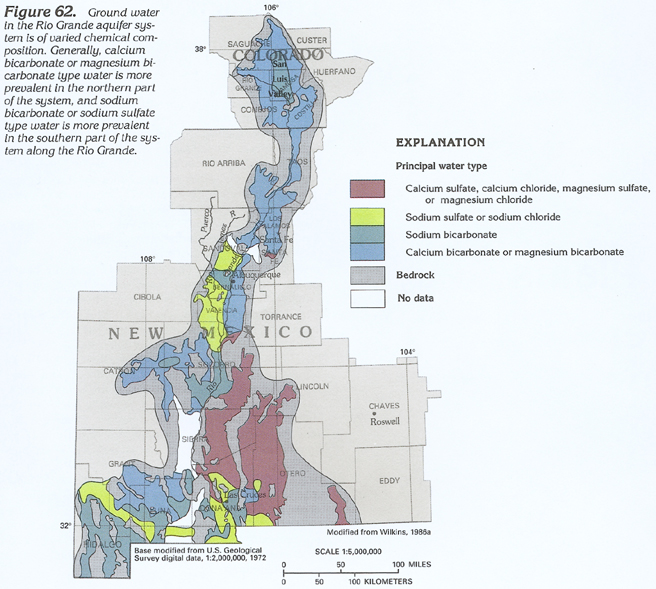 Figure 62. Ground water
in the Rio Grande aquifer sys-
tem is of varied chemical com-
position. Generally, calcium
bicarbonate or magnesium bi-
carbonate type water is more
prevalent in the northern part
of the system, and sodium
bicarbonate or sodium sulfate
type water is more prevalent
in the southern part of the sys-
tem along the Rio Grande.
106°
38°
SAGUACHE
CUSTER
COLORADO
San
Luis
Valley
HUERFANO
RIO
GRANDE
CONEJOS
RIO ARRIBA
TAOS
LOS
ALAMOS
Santa Fe
Puerco
R
SANDOVAL
108°
Albuquerque
BERNALILLO
CIBOLA
VALENCIA
TORRANCE
NEW MEXICO
104°
CATRON
SOCORRO
LINCOLN
CHAVES
Roswell
SIERRA
GRANT
OTERO
EDDY
Las Cruces
LUNA
DONA ANA
32°
HIDALGO
EXPLANATION
Principal water type
Calcium sulfate, calcium chloride, magnesium sulfate,
or magnesium chloride
Sodium sulfate or sodium chloride
Sodium bicarbonate
Calcium bicarbonate or magnesium bicarbonate
Bedrock
No data
Modified from Wilkins, 1986a
Base modified from U.S. Geological
Survey digital data, 1:2,000,000, 1972
SCALE 1:5,000,000
0 50 100 MILES
0 50 100 KILOMETERS